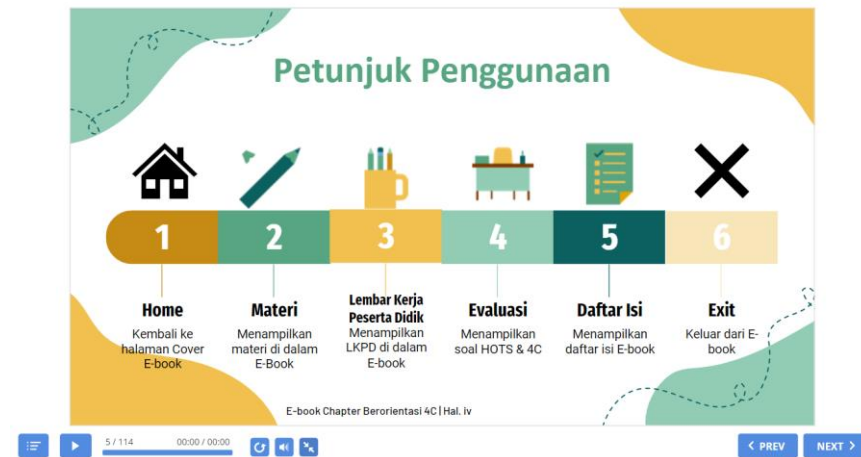 Petunjuk Penggunaan
1
2
3
4
5
6
Home
Kembali ke
halaman Cover
E-book
Materi
Menampilkan
materi di dalam
E-Book
Lembar Kerja
Peserta Didik
Menampilkan
LKPD di dalam
E-book
Evaluasi
Menampilkan
soal HOTS & 4C
Daftar Isi
Menampilkan
daftar isi E-book
Exit
Keluar dari E-
book
E-book Chapter Berorientasi 4C | Hal. iv
5 / 114
00:00 / 00:00
< PREV
NEXT >